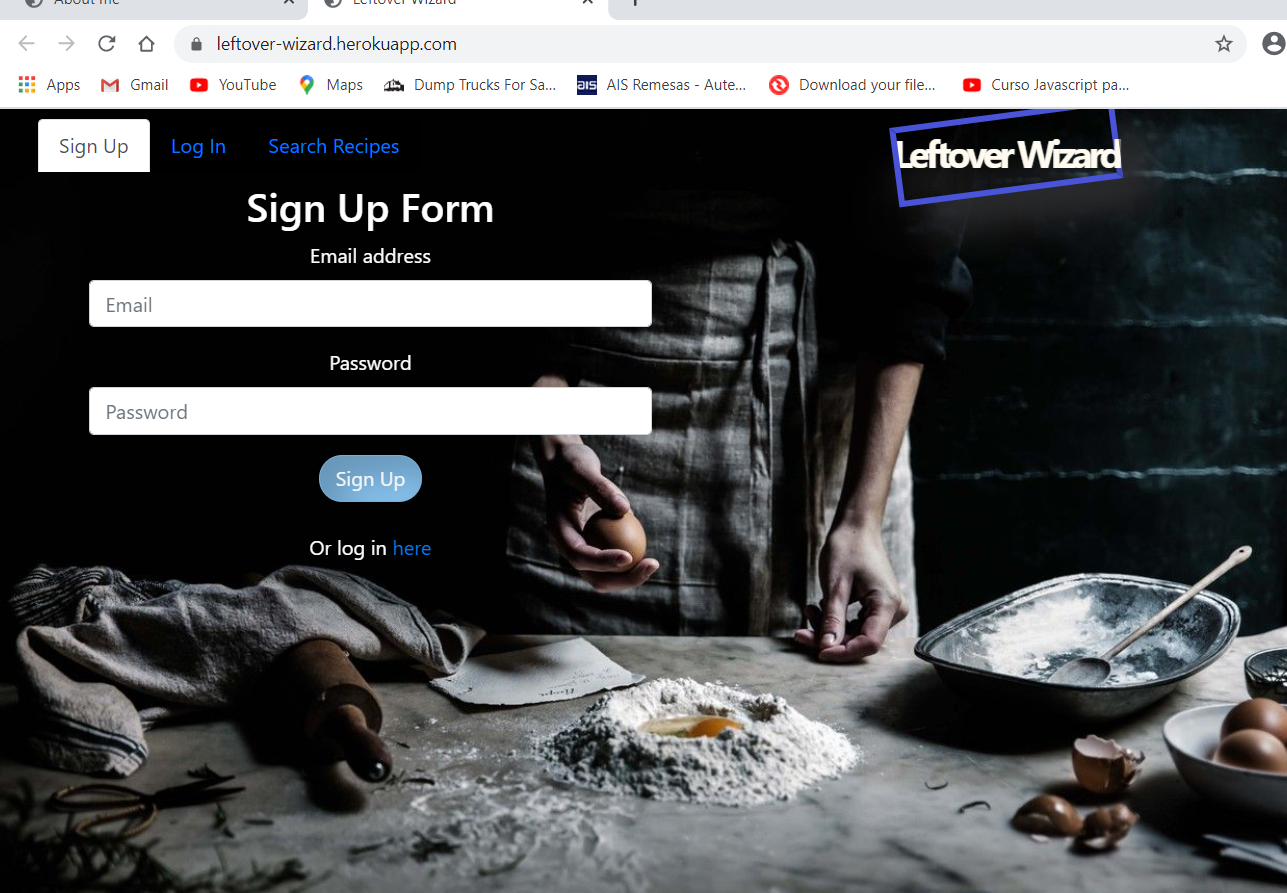 About me
Leftover Wizard
leftover-wizard.herokuapp.com
Apps Gmail YouTube Maps Dump Trucks For Sa... AIS Remesas - Aute... Download your file... Curso Javascript pa...
Sign Up Log In Search Recipes
Leftover Wizard
Sign Up Form
Email address
Email
Password
Password
Sign Up
Or log in here